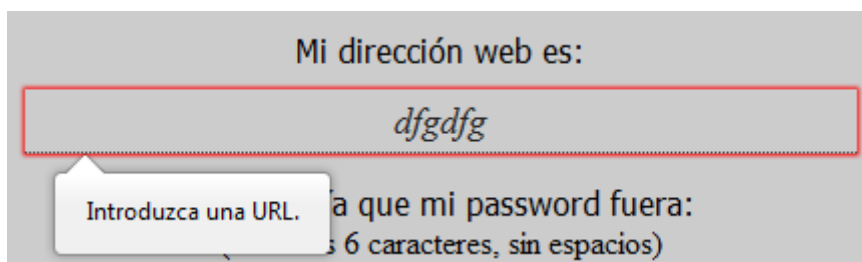 Mi dirección web es:
dfgdfg
Introduzca una URL.
a que mi password fuera:
6 caracteres, sin espacios)